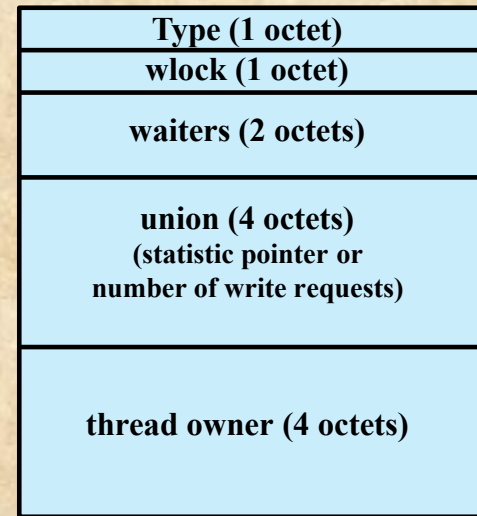 Type (1 octet)
wlock (1 octet)
waiters (2 octets)
union (4 octets)
(statistic pointer or
number of write requests)
thread owner (4 octets)